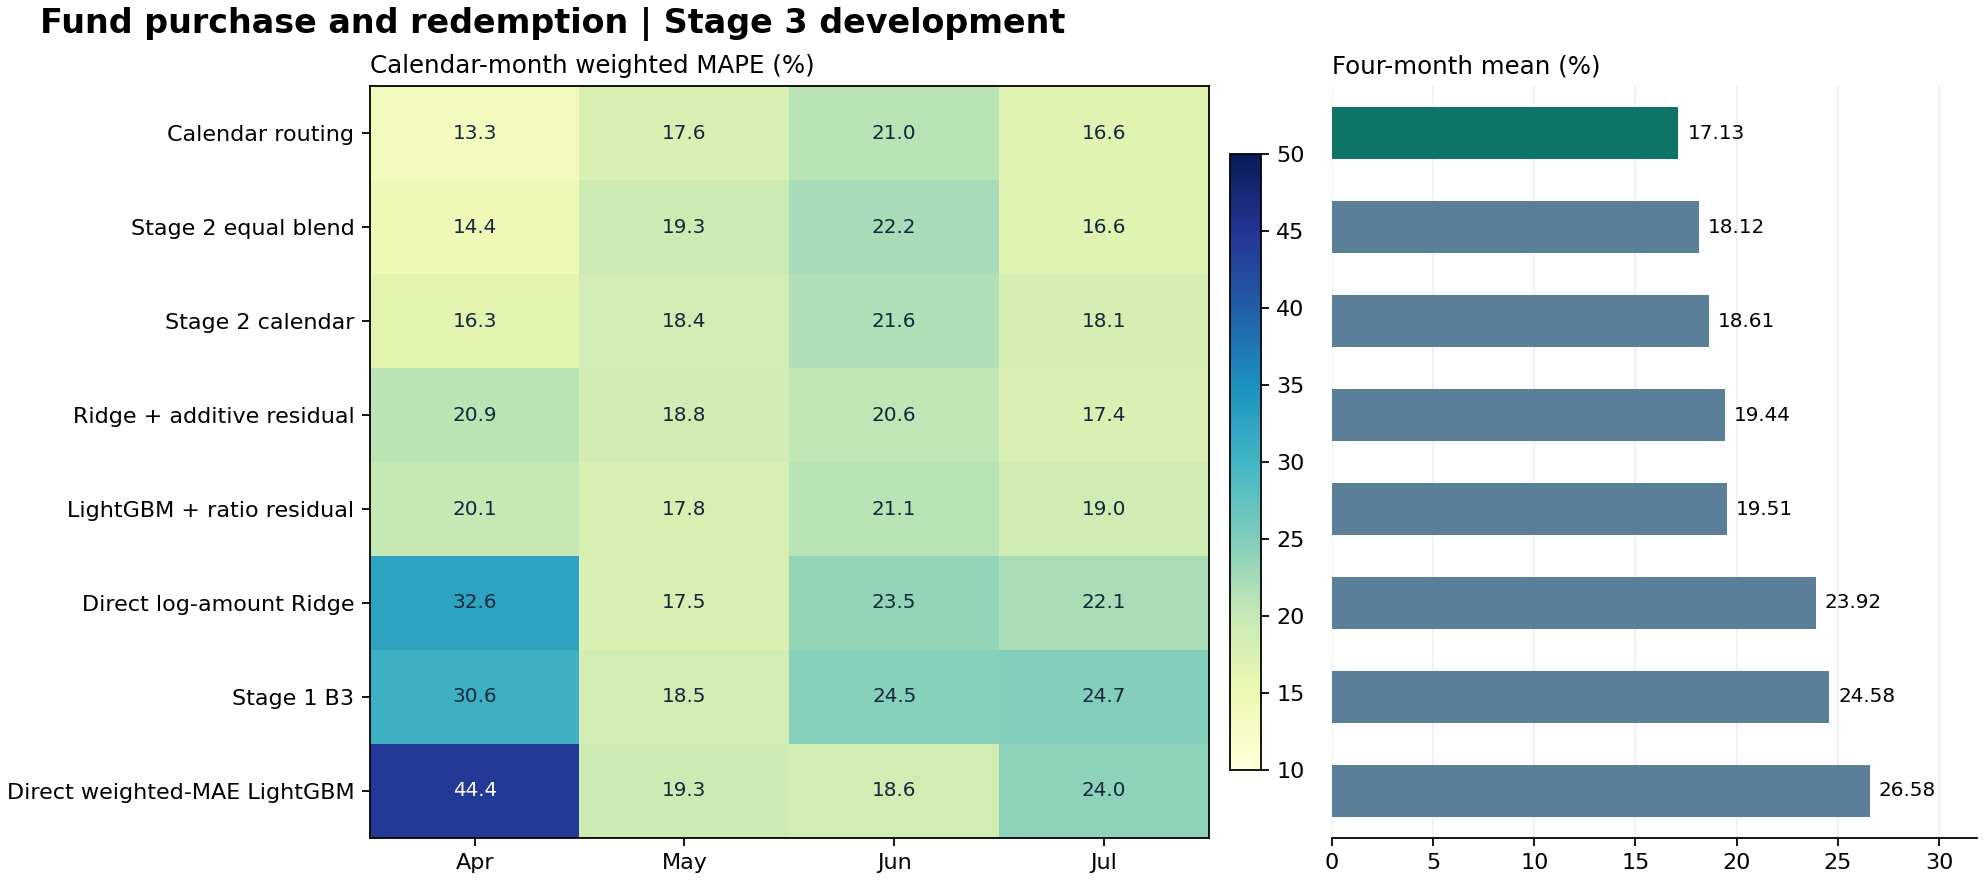 Fund purchase and redemption | Stage 3 development
Calendar-month weighted MAPE (%)
Calendar routing 13.3 17.6 21.0 16.6
Stage 2 equal blend 14.4 19.3 22.2 16.6
Stage 2 calendar 16.3 18.4 21.6 18.1
Ridge + additive residual 20.9 18.8 20.6 17.4
LightGBM + ratio residual 20.1 17.8 21.1 19.0
Direct log-amount Ridge 32.6 17.5 23.5 22.1
Stage 1 B3 30.6 18.5 24.5 24.7
Direct weighted-MAE LightGBM 44.4 19.3 18.6 24.0
Apr May Jun Jul
50
45
40
35
30
25
20
15
10
Four-month mean (%)
17.13
18.12
18.61
19.44
19.51
23.92
24.58
26.58
0 5 10 15 20 25 30